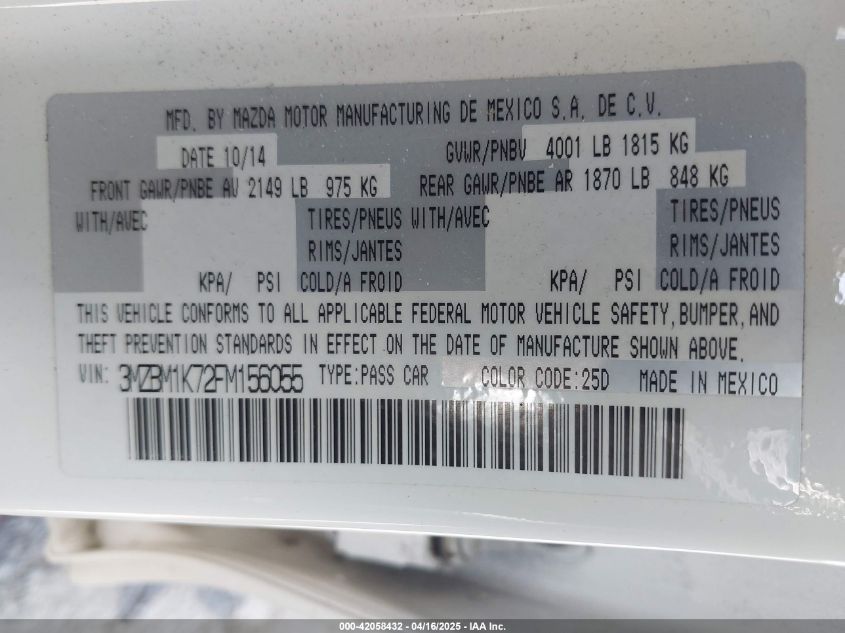 MFD. BY MAZDA MOTOR MANUFACTURING DE MEXICO S.A. DE C.V.
DATE 10/14 GVWR/PNBV 4001 LB 1815 KG
FRONT GAWR/PNBE AV 2149 LB 975 KG REAR GAWR/PNBE AR 1870 LB 848 KG
WITH/AVEC TIRES/PNEUS WITH/AVEC TIRES/PNEUS
RIMS/JANTES RIMS/JANTES
KPA/ PSI COLD/A FROID KPA/ PSI COLD/A FROID
THIS VEHICLE CONFORMS TO ALL APPLICABLE FEDERAL MOTOR VEHICLE SAFETY, BUMPER, AND
THEFT PREVENTION STANDARDS IN EFFECT ON THE DATE OF MANUFACTURE SHOWN ABOVE.
VIN: 3MZBM1K72FM156055 TYPE:PASS CAR COLOR CODE:25D MADE IN MEXICO
000-42058432 - 04/16/2025 - IAA Inc.